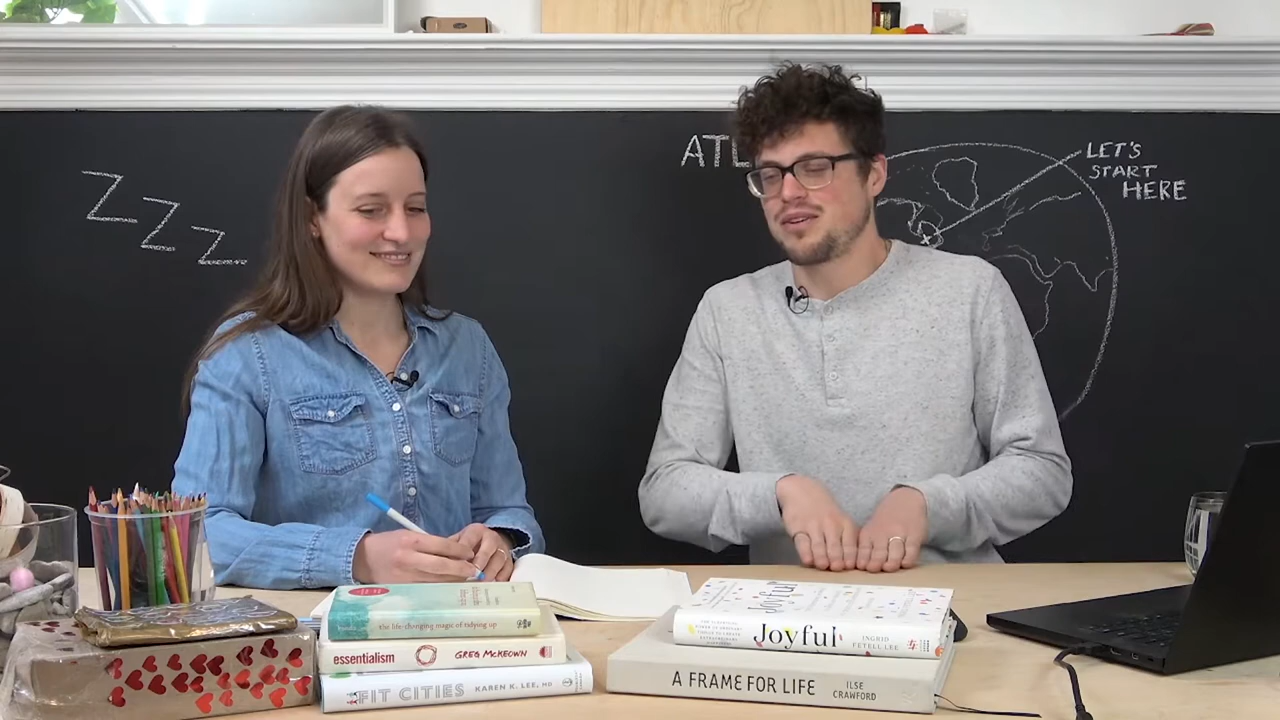 ZZZ
ATL
LET'S
START
HERE
the life-changing magic of tidying up
essentialism GREG McKEOWN
FIT CITIES KAREN K. LEE, MD
Joyful
Joyful INGRID
FETELL LEE
A FRAME FOR LIFE ILSE
CRAWFORD